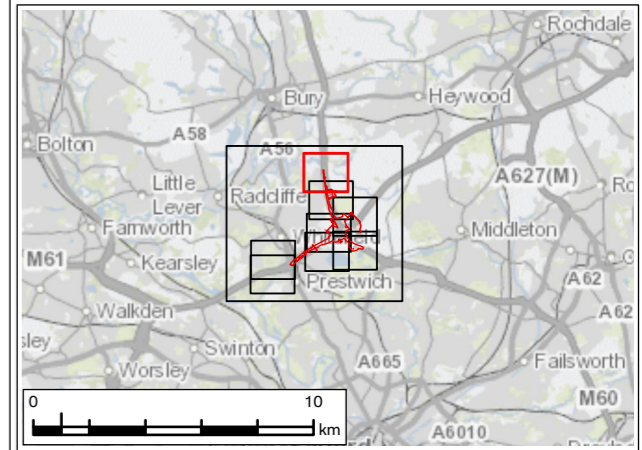 Rochdale
Bury
Heywood
Bolton
A58
A56
A627(M)
Little
Lever
Radcliffe
Ro
Farnworth
Middleton
M61
Kearsley
A62
Prestwich
Walkden
A62
sley
Swinton
A665
Failsworth
Worsley
M60
0
10
km
A6010